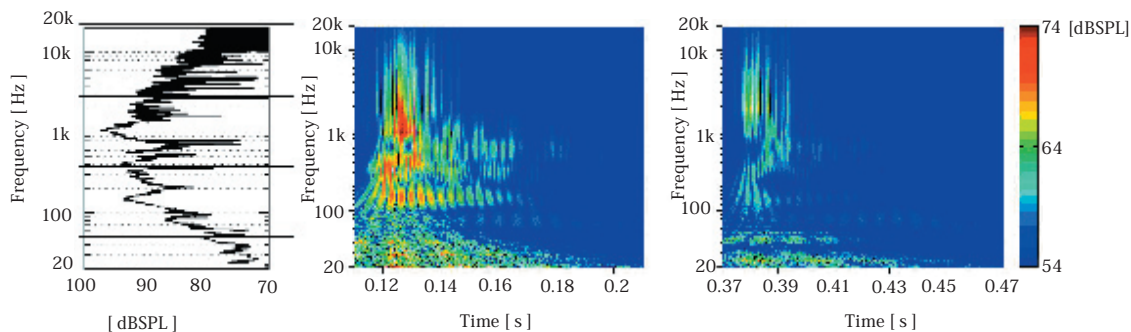 20k
10k
Frequency [ Hz]
1k
100
20
100 90 80 70
[ dBSPL ]
20k
10k
Frequency [ Hz]
1k
100
20
0.12 0.14 0.16 0.18 0.2
Time [ s ]
20k
10k
Frequency [ Hz]
1k
100
20
0.37 0.39 0.41 0.43 0.45 0.47
Time [ s ]
74 [dBSPL]
64
54